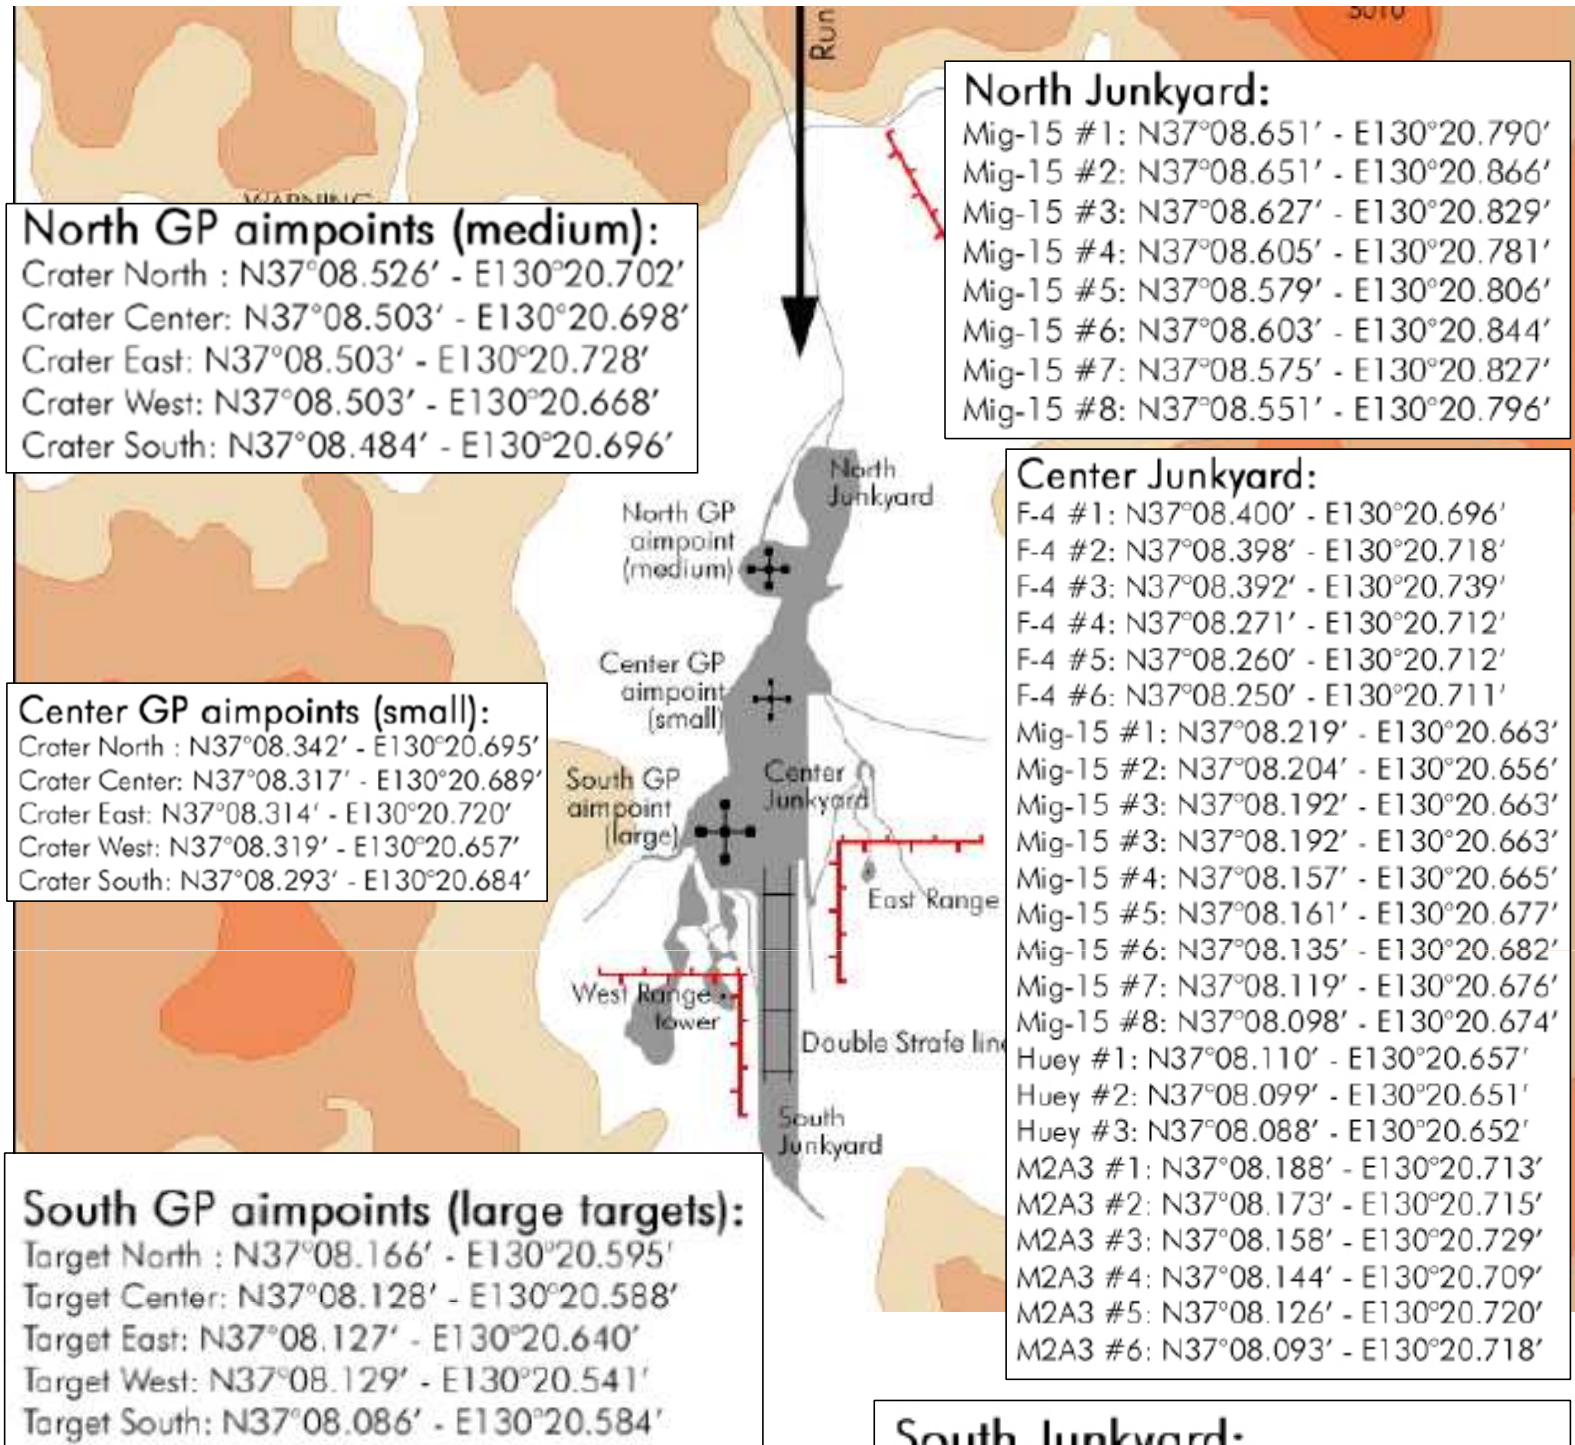 3010
Run
North Junkyard:
Mig-15 #1: N37°08.651' - E130°20.790'
Mig-15 #2: N37°08.651' - E130°20.866'
Mig-15 #3: N37°08.627' - E130°20.829'
Mig-15 #4: N37°08.605' - E130°20.781'
Mig-15 #5: N37°08.579' - E130°20.806'
Mig-15 #6: N37°08.603' - E130°20.844'
Mig-15 #7: N37°08.575' - E130°20.827'
Mig-15 #8: N37°08.551' - E130°20.796'
WARNING
North GP aimpoints (medium):
Crater North : N37°08.526' - E130°20.702'
Crater Center: N37°08.503' - E130°20.698'
Crater East: N37°08.503' - E130°20.728'
Crater West: N37°08.503' - E130°20.668'
Crater South: N37°08.484' - E130°20.696'
North
Junkyard
North GP
aimpoint
(medium)
Center GP
aimpoint
(small)
Center
Junkyard
South GP
aimpoint
(large)
East Range
West Range
tower
Double Strafe line
South
Junkyard
Center Junkyard:
F-4 #1: N37°08.400' - E130°20.696'
F-4 #2: N37°08.398' - E130°20.718'
F-4 #3: N37°08.392' - E130°20.739'
F-4 #4: N37°08.271' - E130°20.712'
F-4 #5: N37°08.260' - E130°20.712'
F-4 #6: N37°08.250' - E130°20.711'
Mig-15 #1: N37°08.219' - E130°20.663'
Mig-15 #2: N37°08.204' - E130°20.656'
Mig-15 #3: N37°08.192' - E130°20.663'
Mig-15 #3: N37°08.192' - E130°20.663'
Mig-15 #4: N37°08.157' - E130°20.665'
Mig-15 #5: N37°08.161' - E130°20.677'
Mig-15 #6: N37°08.135' - E130°20.682'
Mig-15 #7: N37°08.119' - E130°20.676'
Mig-15 #8: N37°08.098' - E130°20.674'
Huey #1: N37°08.110' - E130°20.657'
Huey #2: N37°08.099' - E130°20.651'
Huey #3: N37°08.088' - E130°20.652'
M2A3 #1: N37°08.188' - E130°20.713'
M2A3 #2: N37°08.173' - E130°20.715'
M2A3 #3: N37°08.158' - E130°20.729'
M2A3 #4: N37°08.144' - E130°20.709'
M2A3 #5: N37°08.126' - E130°20.720'
M2A3 #6: N37°08.093' - E130°20.718'
Center GP aimpoints (small):
Crater North : N37°08.342' - E130°20.695'
Crater Center: N37°08.317' - E130°20.689'
Crater East: N37°08.314' - E130°20.720'
Crater West: N37°08.319' - E130°20.657'
Crater South: N37°08.293' - E130°20.684'
South GP aimpoints (large targets):
Target North : N37°08.166' - E130°20.595'
Target Center: N37°08.128' - E130°20.588'
Target East: N37°08.127' - E130°20.640'
Target West: N37°08.129' - E130°20.541'
Target South: N37°08.086' - E130°20.584'
South Junkyard: